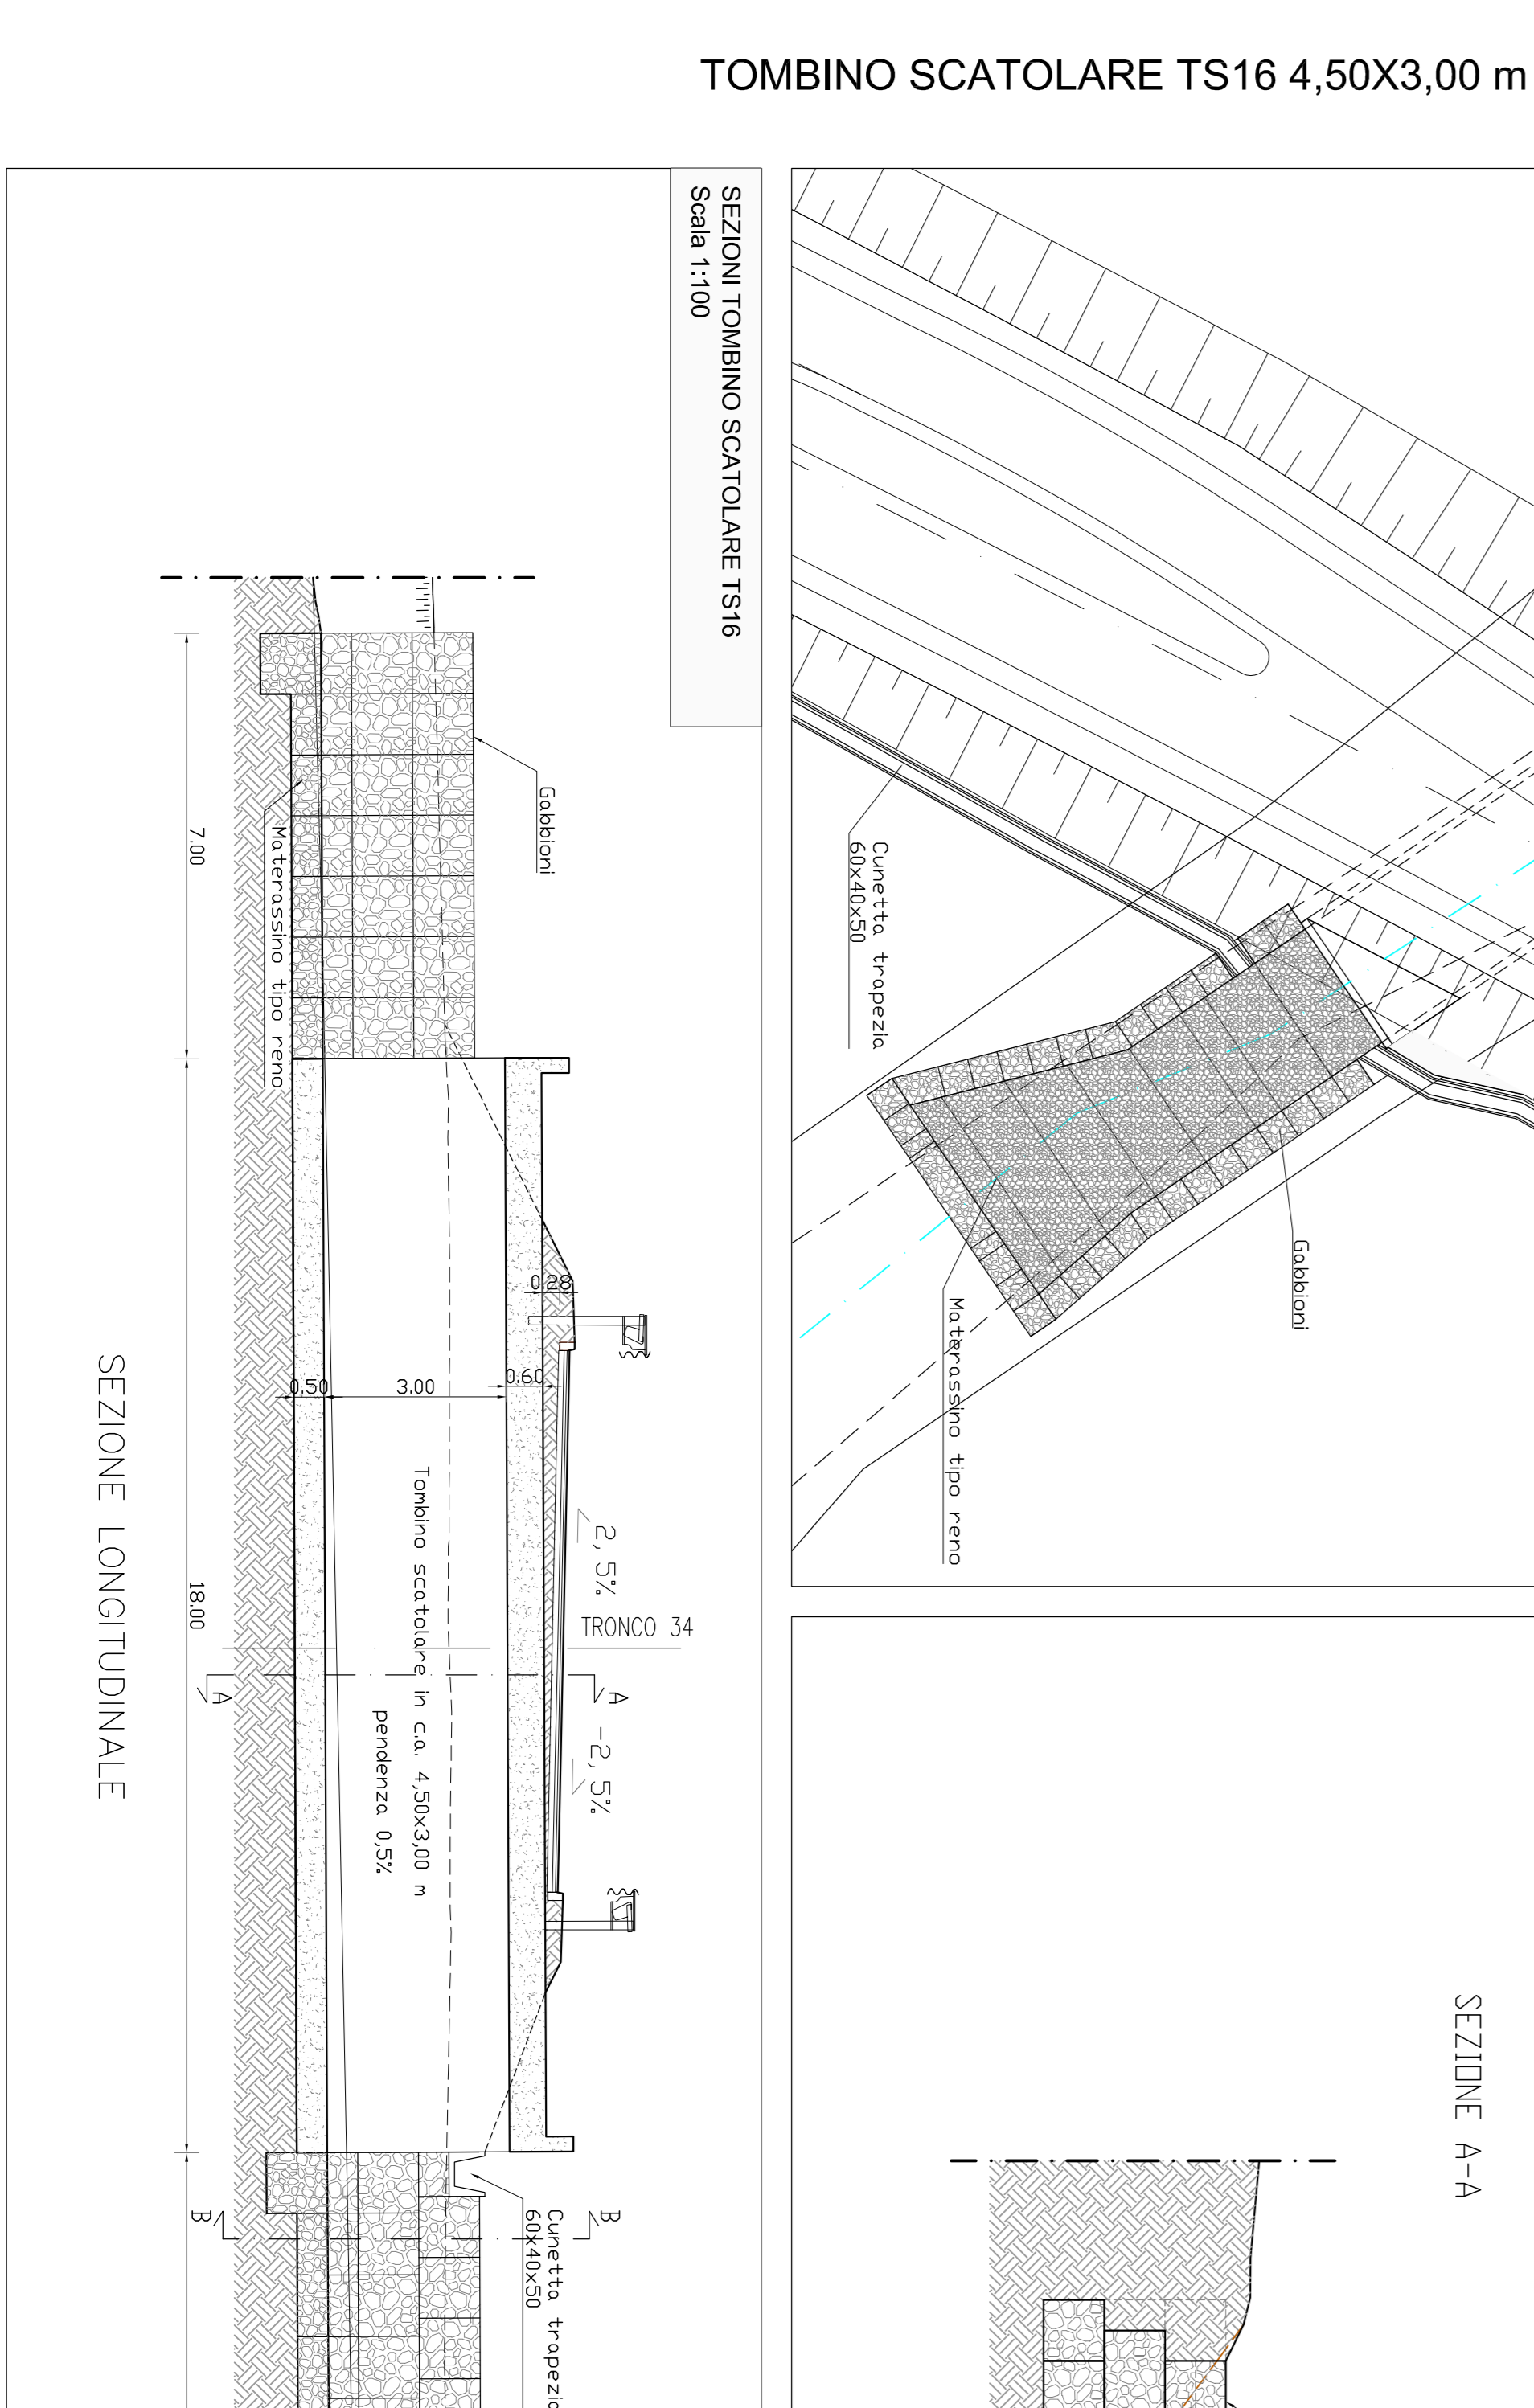 TOMBINO SCATOLARE TS16 4,50X3,00 m
SEZIONI TOMBINO SCATOLARE TS16
Scala 1:100
Cunetta trapezia
60x40x50
Gabbioni
Materassino tipo reno
Gabbioni
Materassino tipo reno
7.00
0.28
0.60
3.00
0.50
2,5%
TRONCO 34
Tombino scatolare in c.a. 4,50x3,00 m
pendenza 0,5%
18.00
A
A
-2,5%
SEZIONE LONGITUDINALE
B
B
Cunetta trapezia
60x40x50
SEZIONE A-A